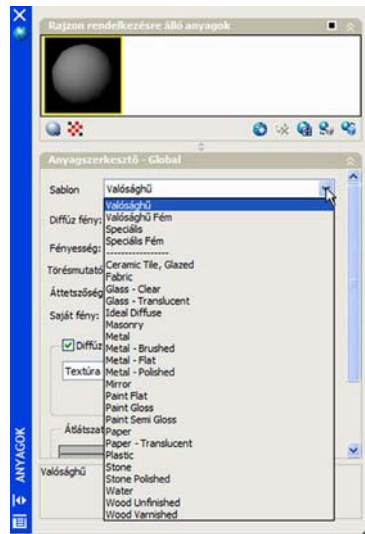 Rajzon rendelkezésre álló anyagok
Anyagszerkesztő - Global
Sablon
Valósághű
Diffúz fény:
Fényesség:
Törésmutató
Áttetszőség
Saját fény:
Diffúz
Textúra
Átlátszat
Valósághű
Valósághű Fém
Speciális
Speciális Fém
----------------
Ceramic Tile, Glazed
Fabric
Glass - Clear
Glass - Translucent
Ideal Diffuse
Masonry
Metal
Metal - Brushed
Metal - Flat
Metal - Polished
Mirror
Paint Flat
Paint Gloss
Paint Semi Gloss
Paper
Paper - Translucent
Plastic
Stone
Stone Polished
Water
Wood Unfinished
Wood Varnished
Valósághű
ANYAGOK